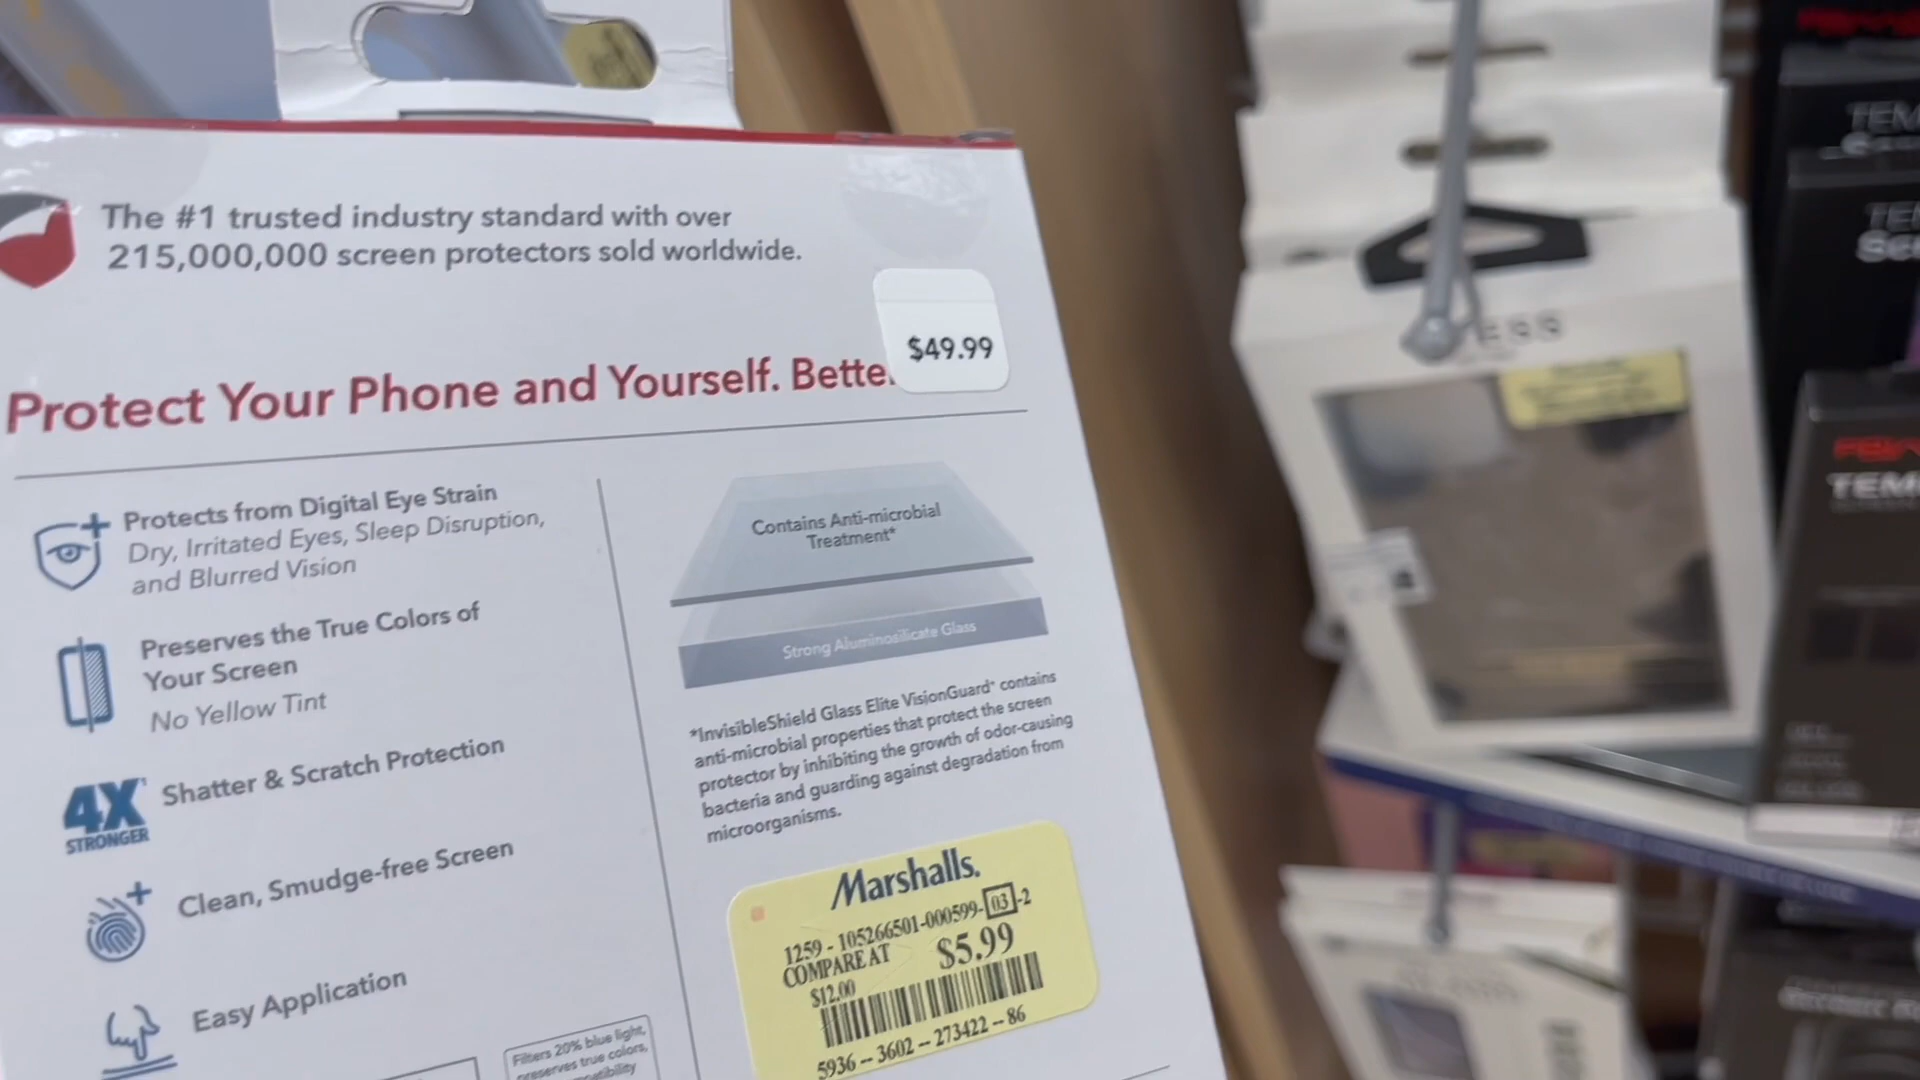 The #1 trusted industry standard with over
215,000,000 screen protectors sold worldwide.
$49.99
Protect Your Phone and Yourself. Bette
Protects from Digital Eye Strain
Dry, Irritated Eyes, Sleep Disruption,
and Blurred Vision
Preserves the True Colors of
Your Screen
No Yellow Tint
4X
STRONGER
Shatter & Scratch Protection
Clean, Smudge-free Screen
Easy Application
Filters 20% blue light,
preserves true colors,
Contains Anti-microbial
Treatment*
Strong Aluminosilicate Glass
*InvisibleShield Glass Elite VisionGuard+ contains
anti-microbial properties that protect the screen
protector by inhibiting the growth of odor-causing
bacteria and guarding against degradation from
microorganisms.
Marshalls.
1259 - 105266501-000599-03-2
COMPARE AT $5.99
$12.00
5936 -- 3602 -- 273422 -- 86
ESS
TEM
TEM